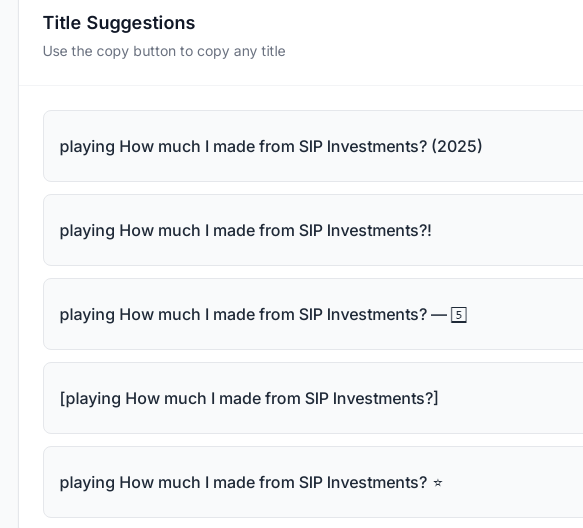 Title Suggestions
Use the copy button to copy any title
playing How much I made from SIP Investments? (2025)
playing How much I made from SIP Investments?!
playing How much I made from SIP Investments? — 5️⃣
[playing How much I made from SIP Investments?]
playing How much I made from SIP Investments? ⭐